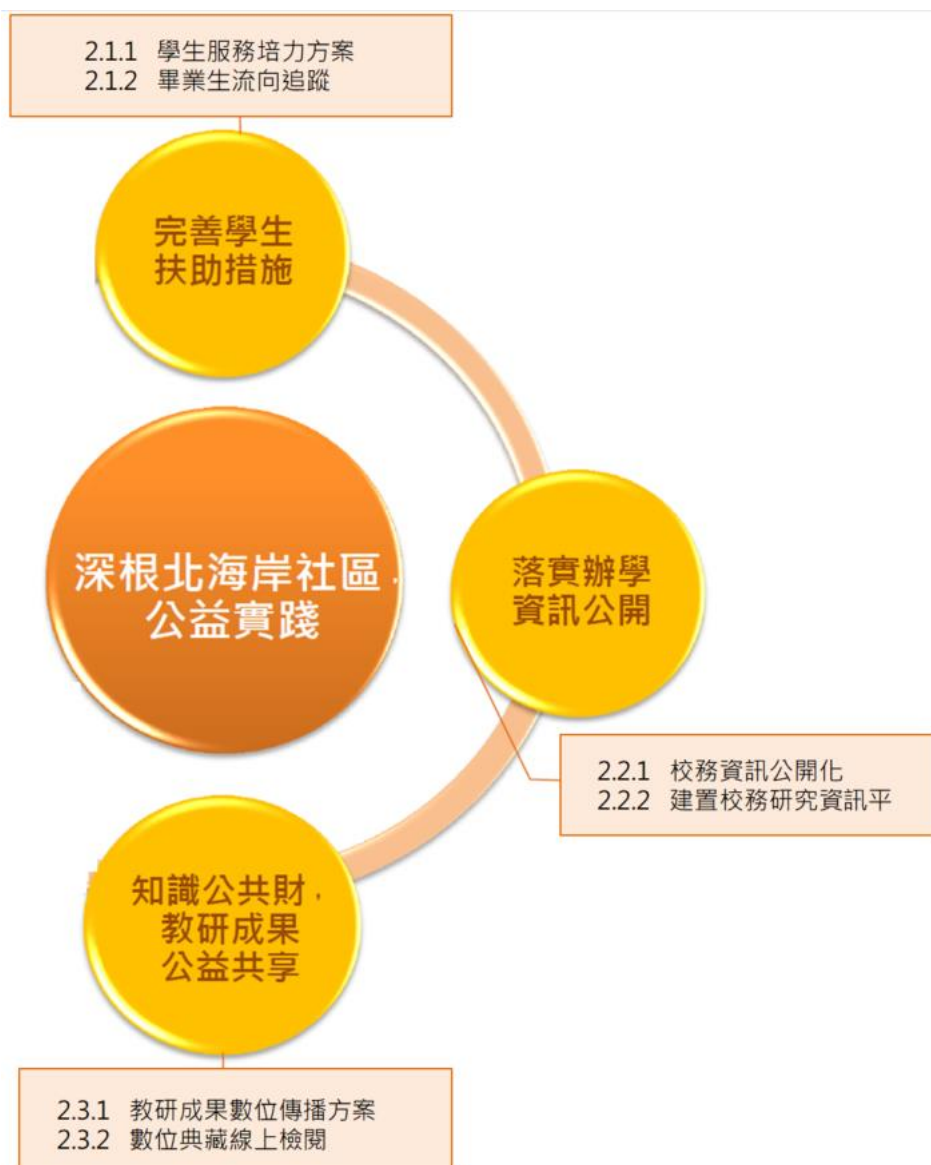 2.1.1 學生服務培力方案
2.1.2 畢業生流向追蹤
完善學生
扶助措施
深根北海岸社區，
公益實踐
落實辦學
資訊公開
2.2.1 校務資訊公開化
2.2.2 建置校務研究資訊平
知識公共財，
教研成果
公益共享
2.3.1 教研成果數位傳播方案
2.3.2 數位典藏線上檢閱